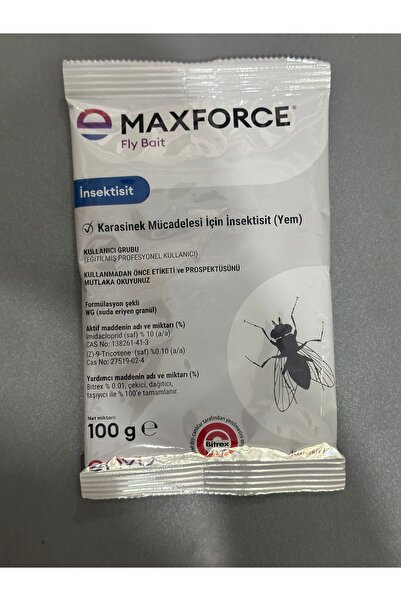 MAXFORCE®
Fly Bait
İnsektisit
Karasinek Mücadelesi İçin İnsektisit (Yem)
KULLANICI GRUBU
(EĞİTİLMİŞ PROFESYONEL KULLANICI)
KULLANMADAN ÖNCE ETİKETİ VE PROSPEKTÜSÜNÜ
MUTLAKA OKUYUNUZ
Formülasyon şekli
WG (suda eriyen granül)
Aktif maddenin adı ve miktarı (%)
Imidacloprid (saf) % 10 (a/a)
CAS No: 138261-41-3
(Z)-9-Tricosene (saf) %0.10 (a/a)
Cas No: 27519-02-4
Yardımcı maddenin adı ve miktarı (%)
Bitrex % 0.01, çekici, dağıtıcı,
taşıyıcı ile % 100'e tamamlanır.
Net miktarı:
100 g ℮
Bitrex